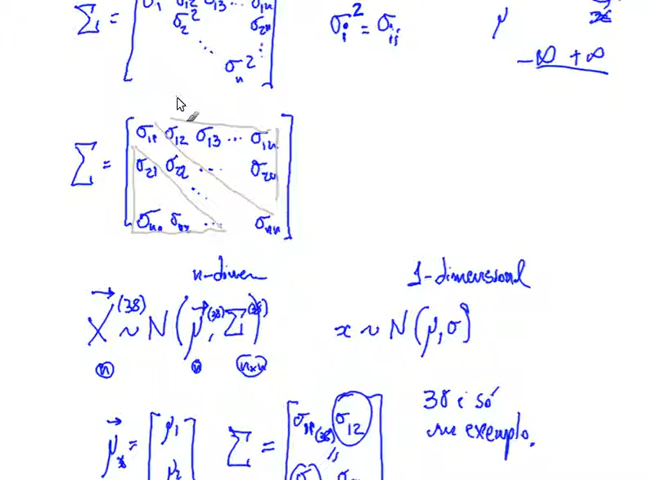 Σ = [ σ₁² σ₁₂ σ₁₃ ... σ₁ₙ
σ₂² σ₂ₙ
⋱ ⋮
σₙ² ]
σᵢ² = σᵢᵢ
μ
-∞ +∞
Σ = [ σ₁₁ σ₁₂ σ₁₃ ... σ₁ₙ
σ₂₁ σ₂₂ ... σ₂ₙ
⋱
σₙ₁ σₙ₂ ... σₙₙ ]
n-dimen
1-dimensional
X⃗⁽³⁸⁾ ~ N(μ⃗⁽³⁸⁾, Σ⁽³⁸⁾)
x ~ N(μ, σ)
n n n×n
38 é só
um exemplo.
μ⃗ₓ = [ μ₁
μ₂
Σ = [ σ₁₁ (38) σ₁₂